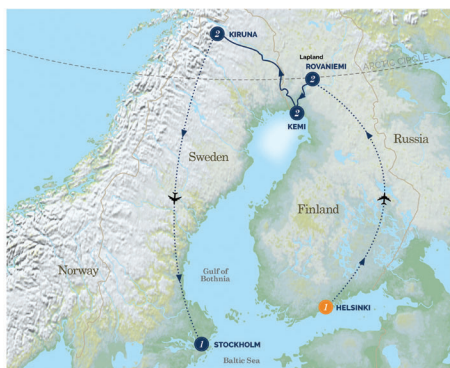 2 KIRUNA
Lapland
2 ROVANIEMI
ARCTIC CIRCLE
2
KEMI
Russia
Sweden
Finland
Norway
Gulf of
Bothnia
1 HELSINKI
1 STOCKHOLM
Baltic Sea